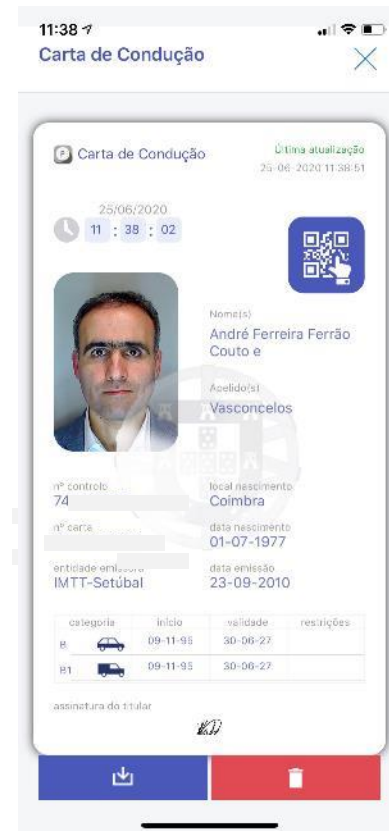 11:38
Carta de Condução
Carta de Condução
Última atualização
25-06-2020 11:38:51
25/06/2020
11 : 38 : 02
Nome(s)
André Ferreira Ferrão
Couto e
Apelido(s)
Vasconcelos
nº controlo
74
local nascimento
Coimbra
nº carta
data nascimento
01-07-1977
entidade emissora
IMTT-Setúbal
data emissão
23-09-2010
categoria início validade restrições
B 09-11-95 30-06-27
B1 09-11-95 30-06-27
assinatura do titular